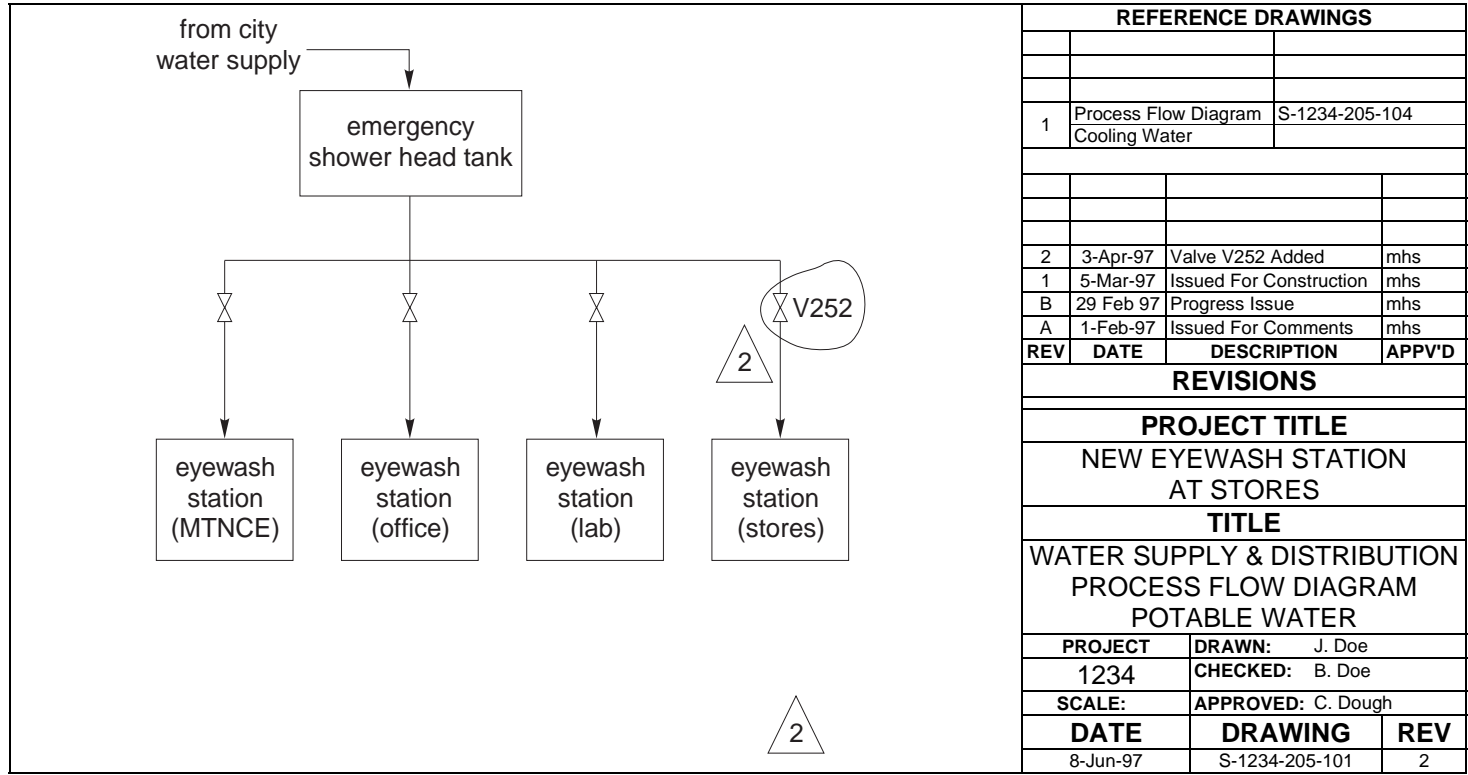 from city
water supply
emergency
shower head tank
V252
2
eyewash
station
(MTNCE)
eyewash
station
(office)
eyewash
station
(lab)
eyewash
station
(stores)
2
REFERENCE DRAWINGS
1 Process Flow Diagram S-1234-205-104
Cooling Water
2 3-Apr-97 Valve V252 Added mhs
1 5-Mar-97 Issued For Construction mhs
B 29 Feb 97 Progress Issue mhs
A 1-Feb-97 Issued For Comments mhs
REV DATE DESCRIPTION APPV'D
REVISIONS
PROJECT TITLE
NEW EYEWASH STATION
AT STORES
TITLE
WATER SUPPLY & DISTRIBUTION
PROCESS FLOW DIAGRAM
POTABLE WATER
PROJECT DRAWN: J. Doe
1234 CHECKED: B. Doe
SCALE: APPROVED: C. Dough
DATE DRAWING REV
8-Jun-97 S-1234-205-101 2